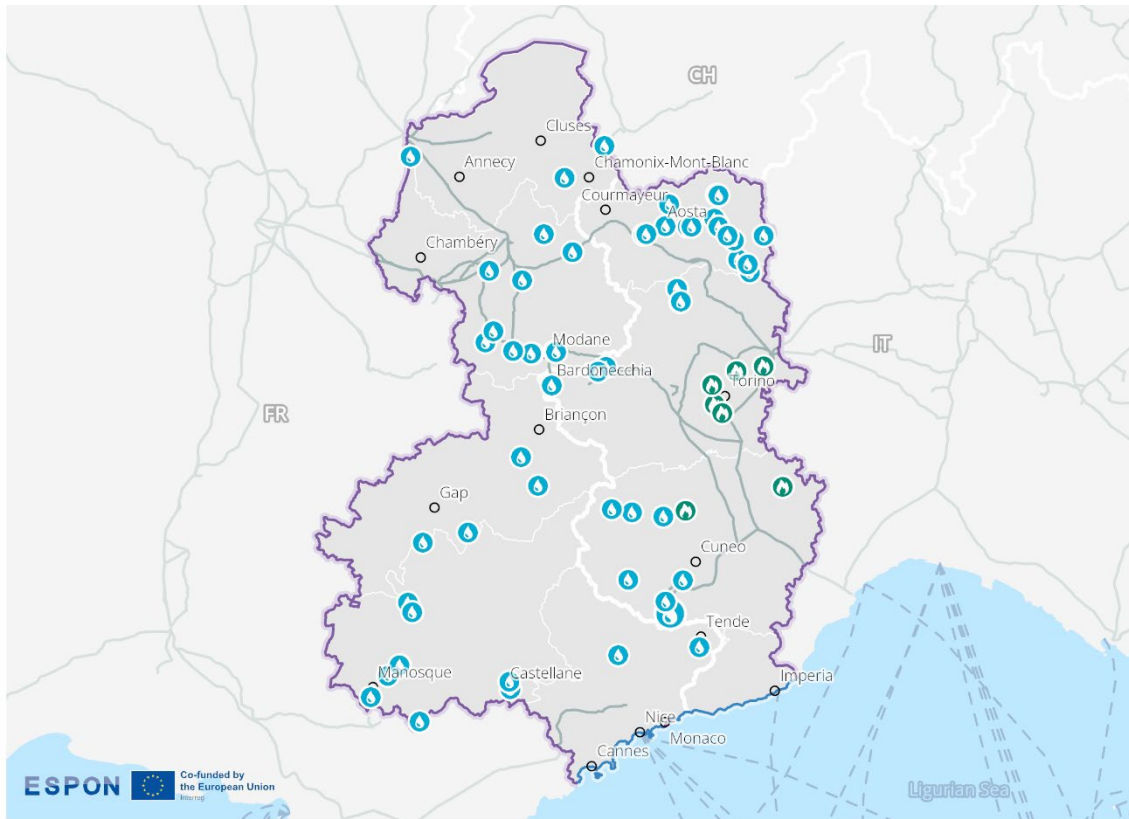 CH
Cluses
Annecy
Chamonix-Mont-Blanc
Courmayeur
Aosta
Chambéry
IT
Modane
Bardonecchia
Torino
FR
Briançon
Gap
Cuneo
Tende
Manosque
Castellane
Imperia
Nice
Monaco
Cannes
ESPON
Co-funded by
the European Union
Interreg
Ligurian Sea